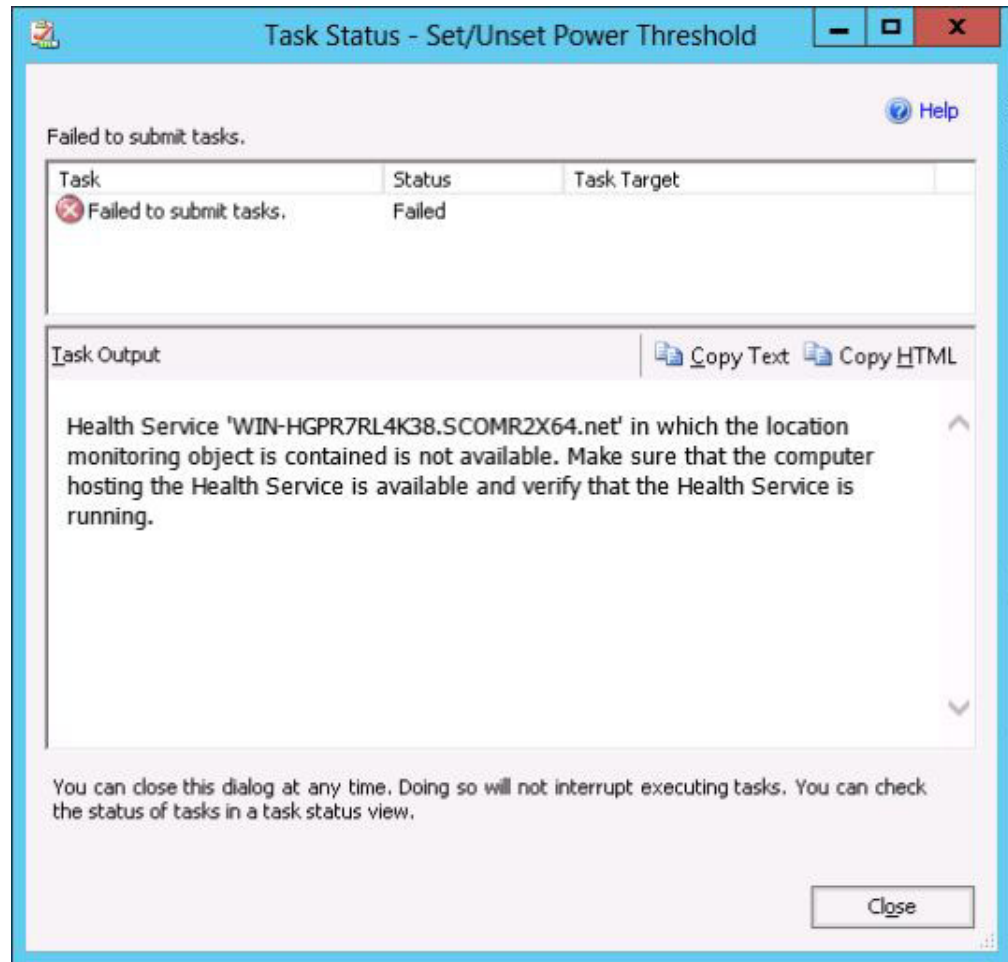 Task Status - Set/Unset Power Threshold
Help
Failed to submit tasks.
Task Status Task Target
Failed to submit tasks. Failed
Task Output Copy Text Copy HTML
Health Service 'WIN-HGPR7RL4K38.SCOMR2X64.net' in which the location
monitoring object is contained is not available. Make sure that the computer
hosting the Health Service is available and verify that the Health Service is
running.
You can close this dialog at any time. Doing so will not interrupt executing tasks. You can check
the status of tasks in a task status view.
Close